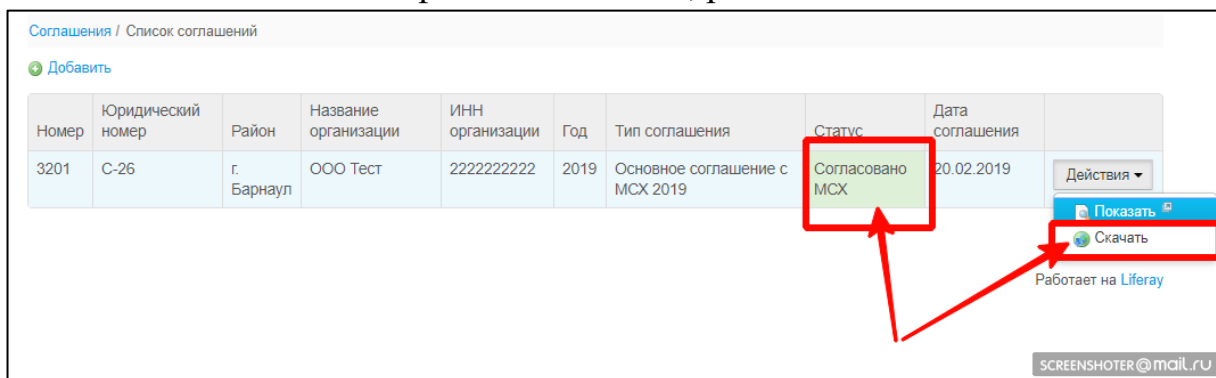 Соглашения / Список соглашений
Добавить
Номер Юридический номер Район Название организации ИНН организации Год Тип соглашения Статус Дата соглашения
3201 С-26 г. Барнаул ООО Тест 2222222222 2019 Основное соглашение с МСХ 2019 Согласовано МСХ 20.02.2019 Действия
Показать
Скачать
Работает на Liferay
SCREENSHOTER@mail.ru